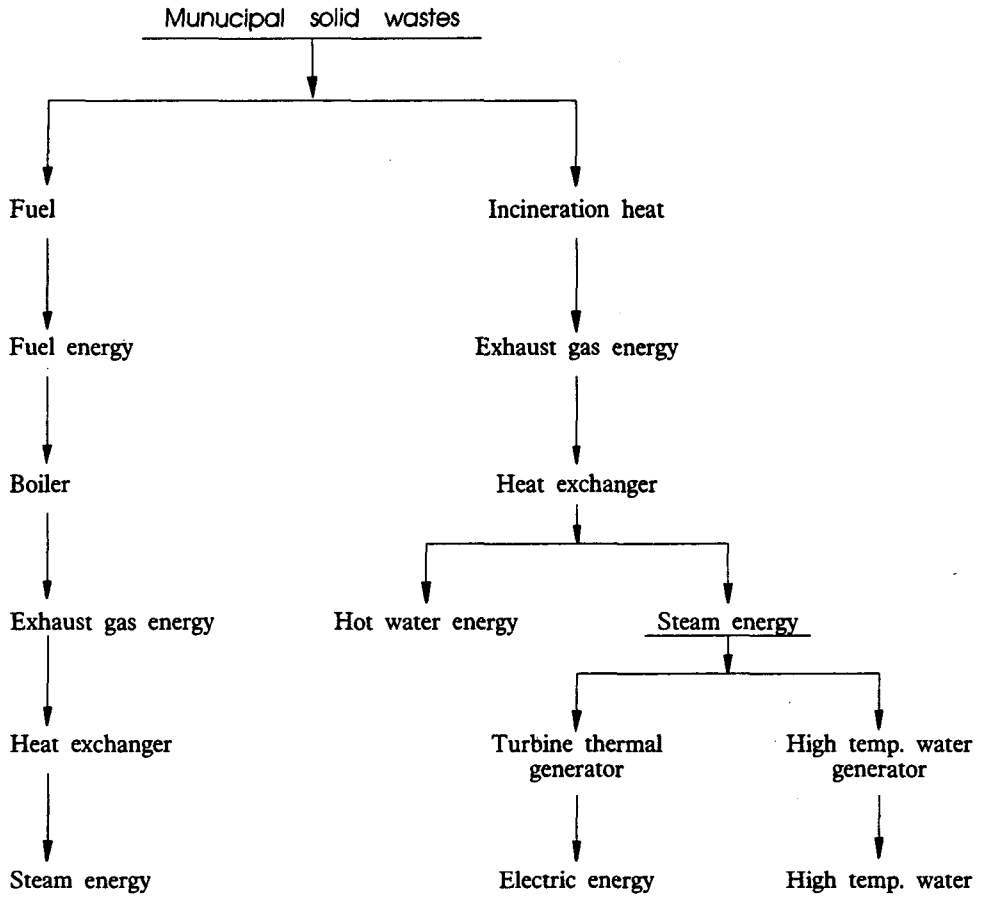 Munucipal solid wastes
Fuel
Incineration heat
Fuel energy
Exhaust gas energy
Boiler
Heat exchanger
Exhaust gas energy
Hot water energy
Steam energy
Heat exchanger
Turbine thermal
generator
High temp. water
generator
Steam energy
Electric energy
High temp. water